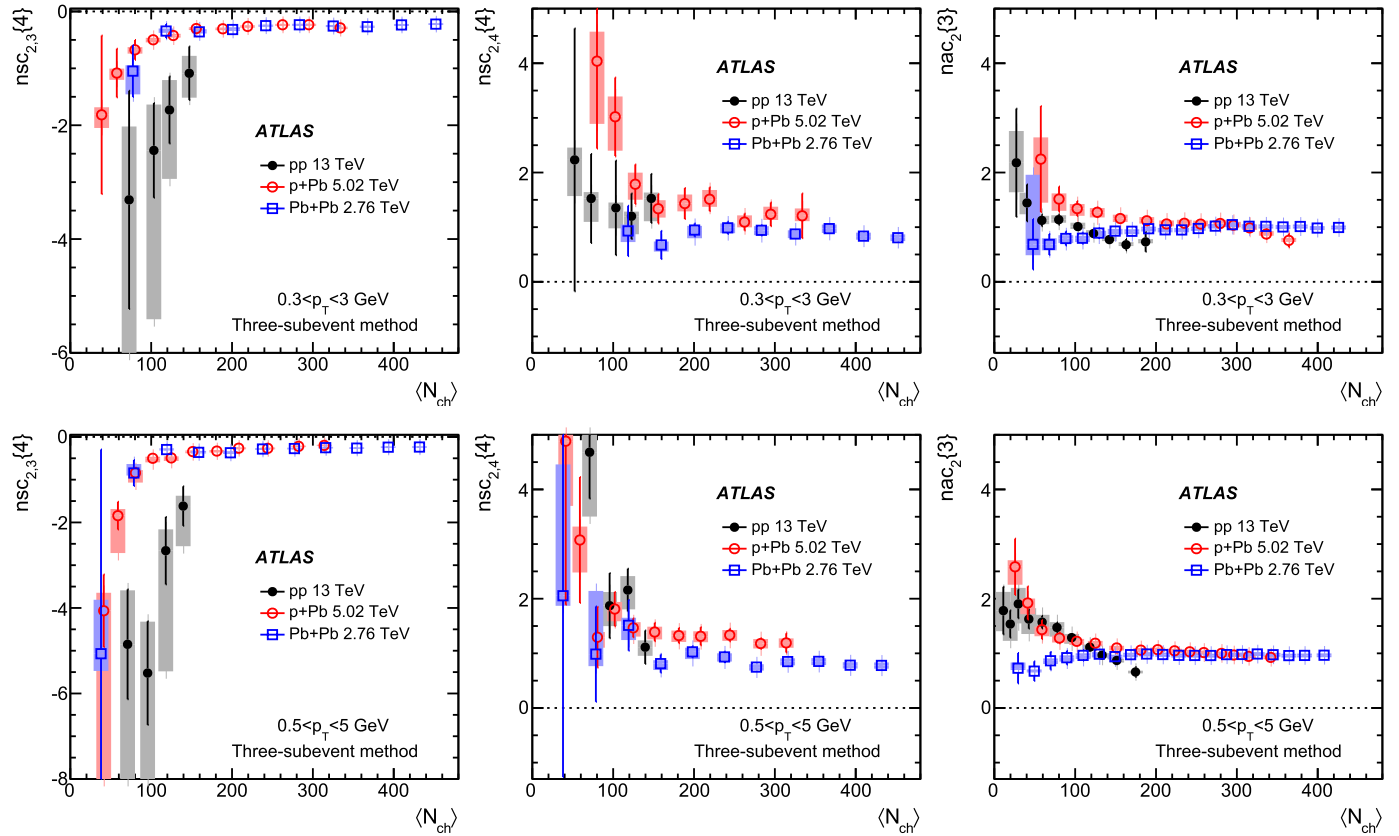 nsc2,3{4}
0
-2
-4
-6
ATLAS
pp 13 TeV
p+Pb 5.02 TeV
Pb+Pb 2.76 TeV
0.3<pT<3 GeV
Three-subevent method
0 100 200 300 400
⟨Nch⟩
nsc2,4{4}
4
2
0
ATLAS
pp 13 TeV
p+Pb 5.02 TeV
Pb+Pb 2.76 TeV
0.3<pT<3 GeV
Three-subevent method
0 100 200 300 400
⟨Nch⟩
nac2{3}
4
2
0
ATLAS
pp 13 TeV
p+Pb 5.02 TeV
Pb+Pb 2.76 TeV
0.3<pT<3 GeV
Three-subevent method
0 100 200 300 400
⟨Nch⟩
nsc2,3{4}
0
-2
-4
-6
-8
ATLAS
pp 13 TeV
p+Pb 5.02 TeV
Pb+Pb 2.76 TeV
0.5<pT<5 GeV
Three-subevent method
0 100 200 300 400
⟨Nch⟩
nsc2,4{4}
4
2
0
ATLAS
pp 13 TeV
p+Pb 5.02 TeV
Pb+Pb 2.76 TeV
0.5<pT<5 GeV
Three-subevent method
0 100 200 300 400
⟨Nch⟩
nac2{3}
4
2
0
ATLAS
pp 13 TeV
p+Pb 5.02 TeV
Pb+Pb 2.76 TeV
0.5<pT<5 GeV
Three-subevent method
0 100 200 300 400
⟨Nch⟩